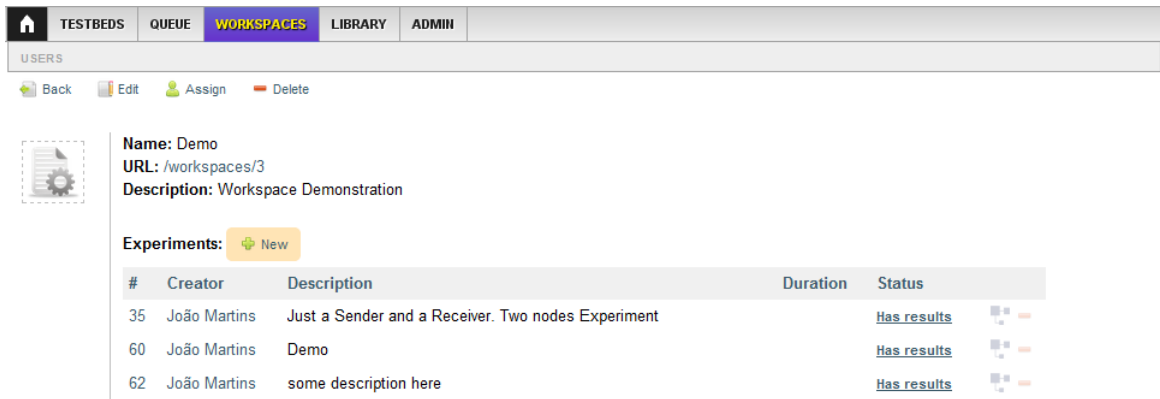 TESTBEDS QUEUE WORKSPACES LIBRARY ADMIN
USERS
Back Edit Assign Delete
Name: Demo
URL: /workspaces/3
Description: Workspace Demonstration
Experiments: New
# Creator Description Duration Status
35 João Martins Just a Sender and a Receiver. Two nodes Experiment Has results
60 João Martins Demo Has results
62 João Martins some description here Has results